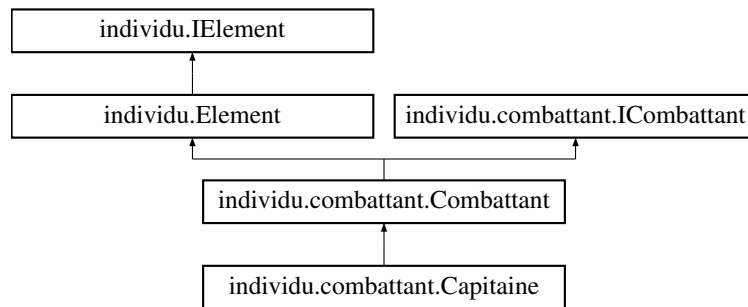 individu.IElement
individu.Element
individu.combattant.ICombattant
individu.combattant.Combattant
individu.combattant.Capitaine